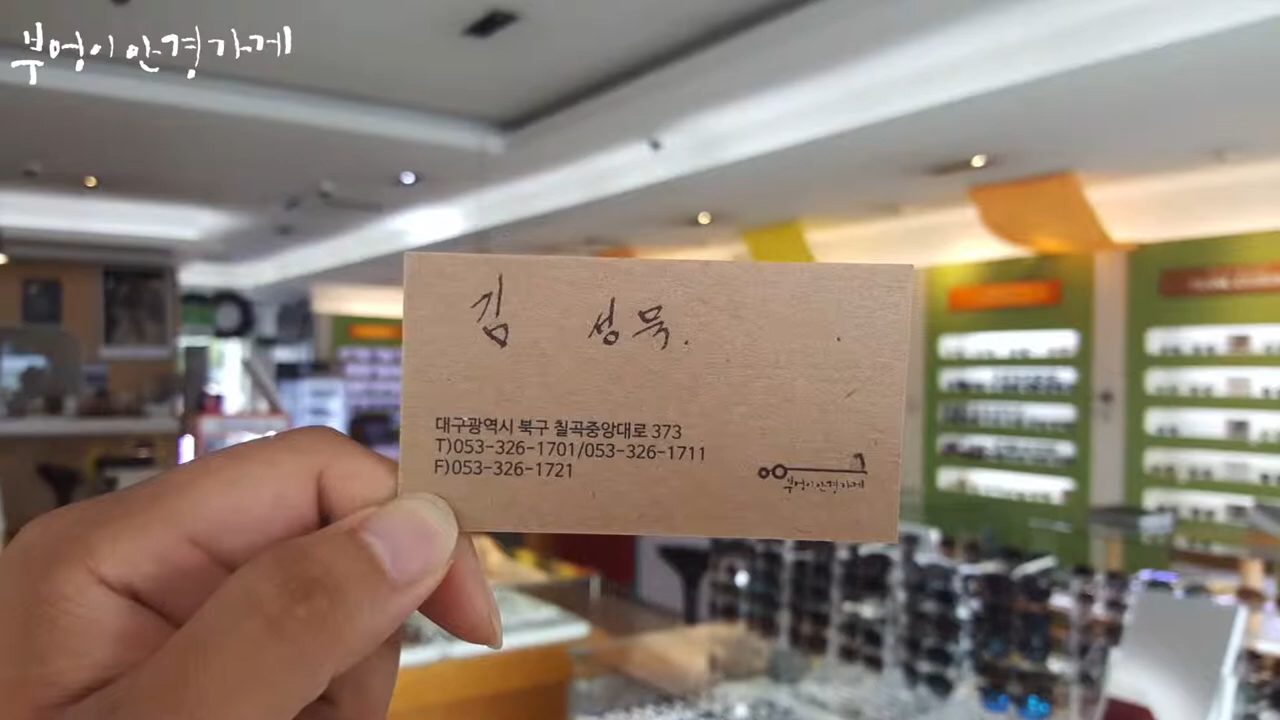 부엉이안경가게
김 성묵.
대구광역시 북구 칠곡중앙대로 373
T)053-326-1701/053-326-1711
F)053-326-1721
부엉이안경가게